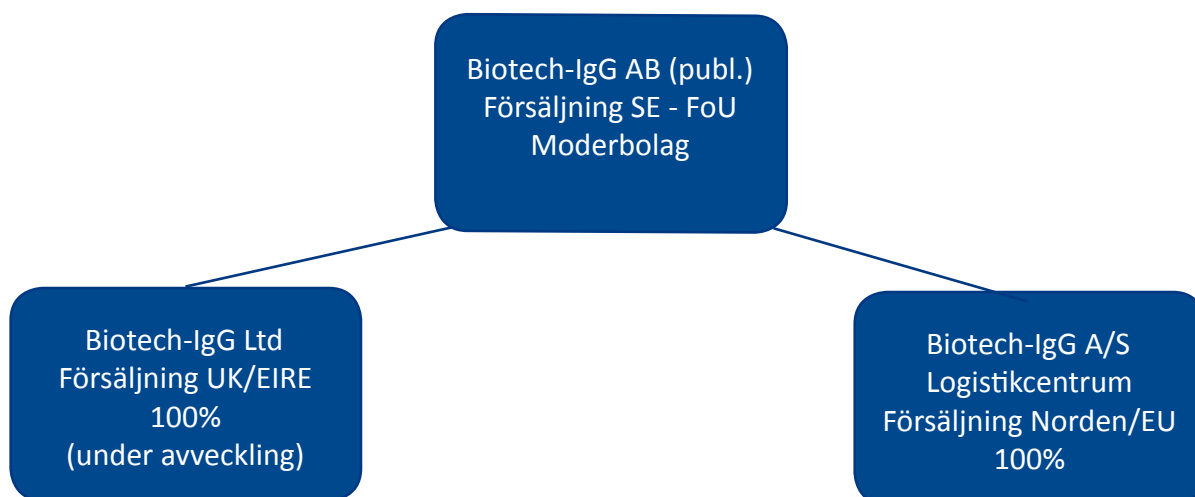 Biotech-IgG AB (publ.)
Försäljning SE - FoU
Moderbolag
Biotech-IgG Ltd
Försäljning UK/EIRE
100%
(under avveckling)
Biotech-IgG A/S
Logistikcentrum
Försäljning Norden/EU
100%